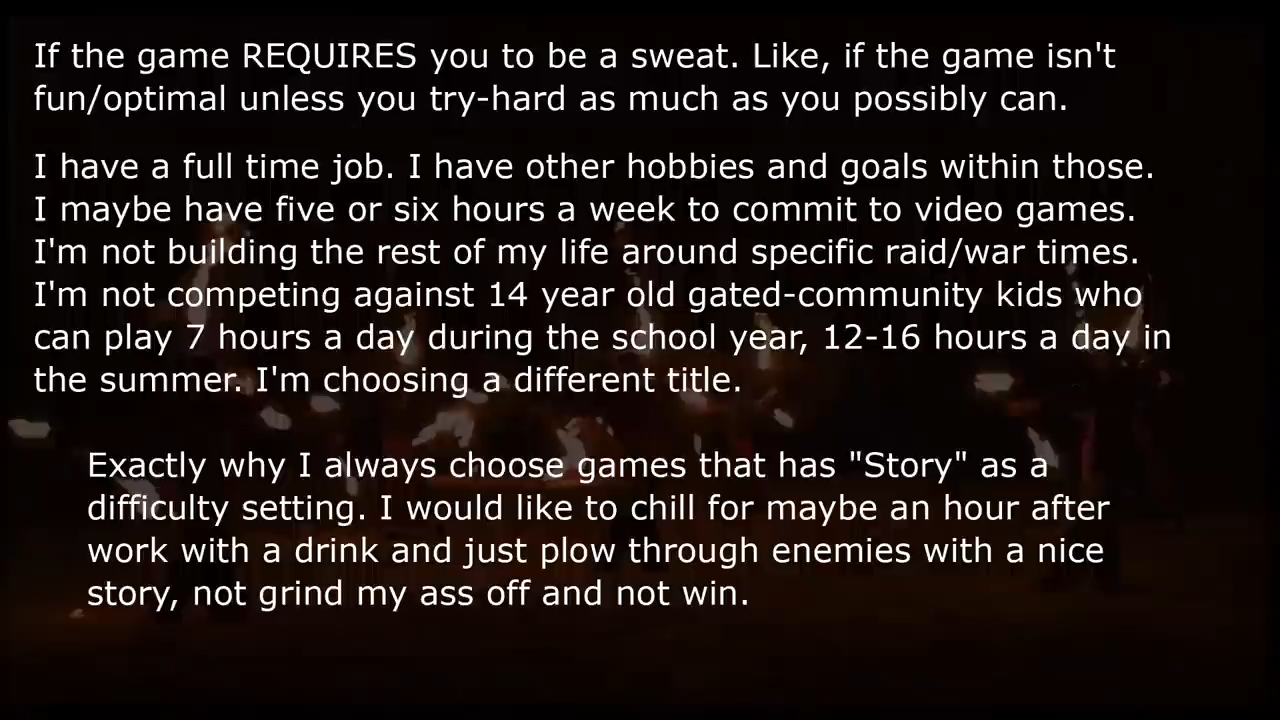 If the game REQUIRES you to be a sweat. Like, if the game isn't
fun/optimal unless you try-hard as much as you possibly can.
I have a full time job. I have other hobbies and goals within those.
I maybe have five or six hours a week to commit to video games.
I'm not building the rest of my life around specific raid/war times.
I'm not competing against 14 year old gated-community kids who
can play 7 hours a day during the school year, 12-16 hours a day in
the summer. I'm choosing a different title.
Exactly why I always choose games that has "Story" as a
difficulty setting. I would like to chill for maybe an hour after
work with a drink and just plow through enemies with a nice
story, not grind my ass off and not win.